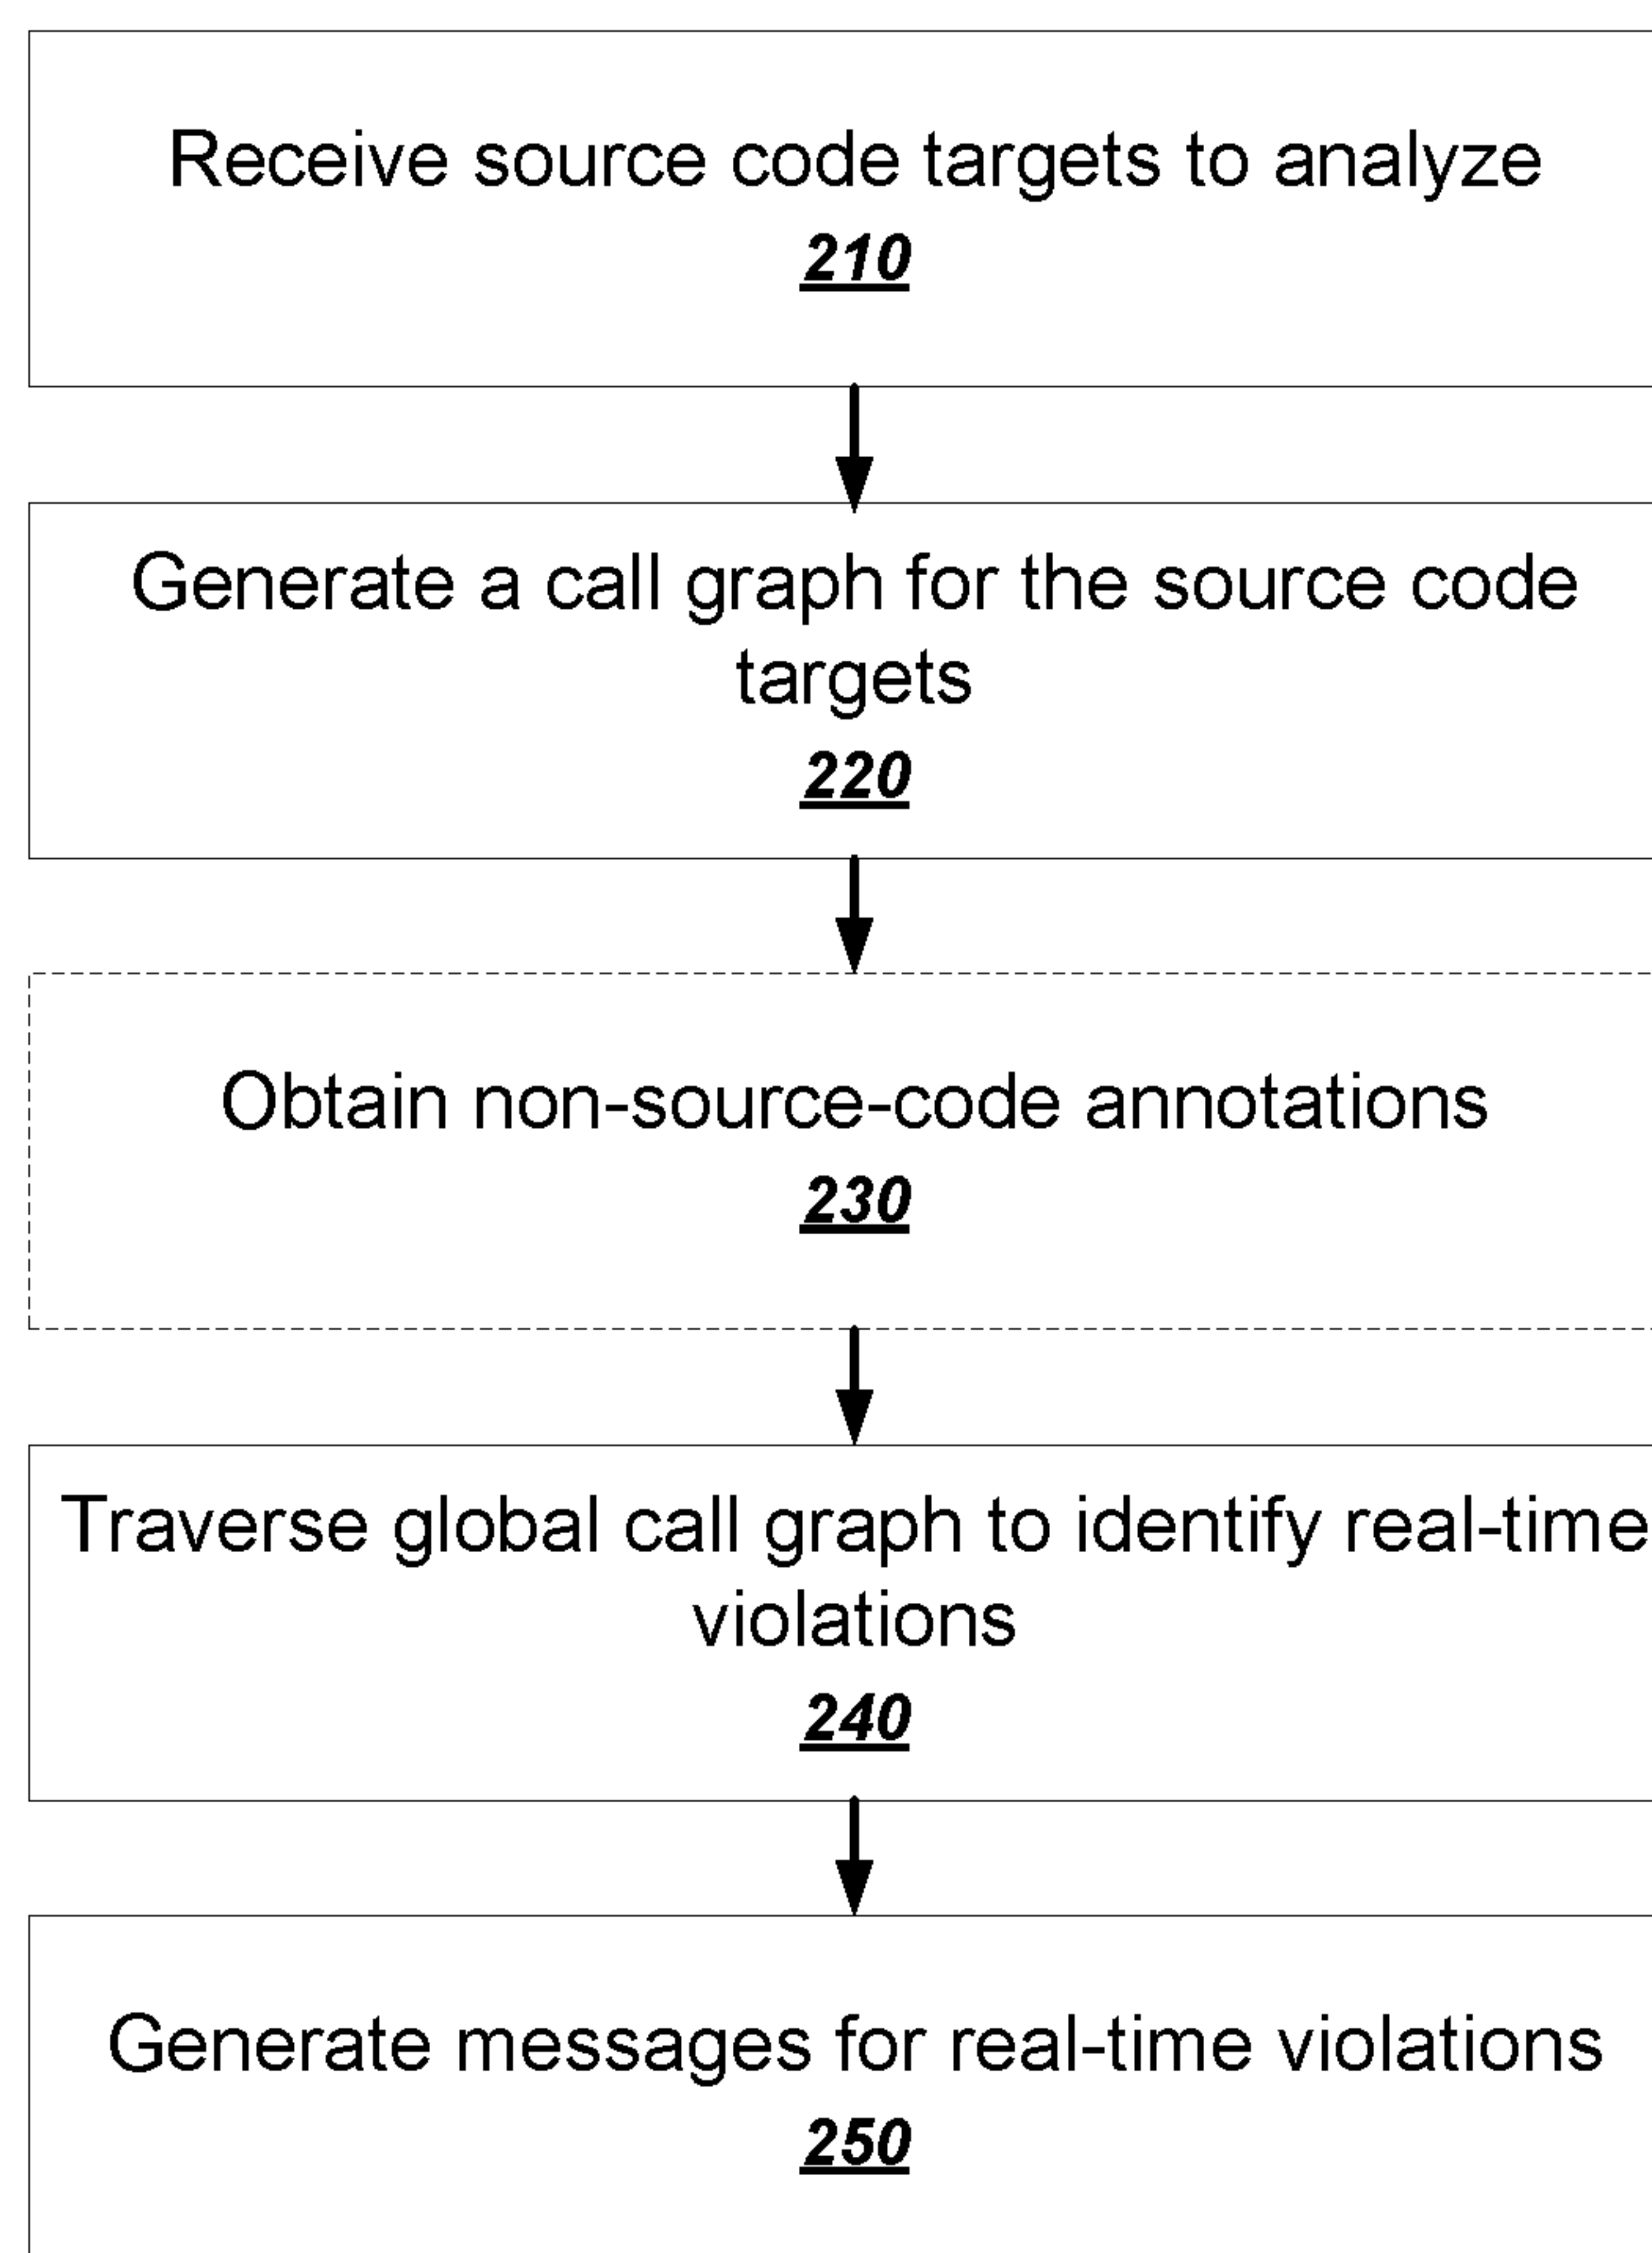 Receive source code targets to analyze
210
Generate a call graph for the source code
targets
220
Obtain non-source-code annotations
230
Traverse global call graph to identify real-time
violations
240
Generate messages for real-time violations
250